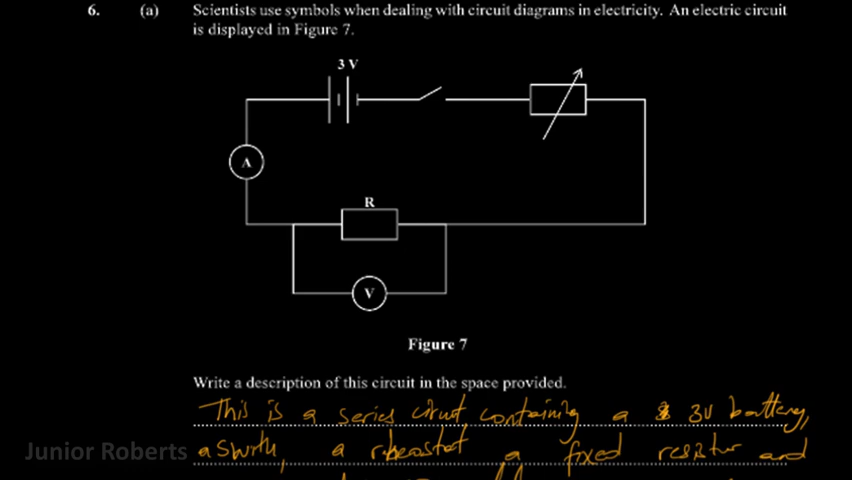 6. (a) Scientists use symbols when dealing with circuit diagrams in electricity. An electric circuit
is displayed in Figure 7.
3 V
A
R
V
Figure 7
Write a description of this circuit in the space provided.
This is a series circuit containing a 3V battery,
Junior Roberts
a switch, a rheostat a fixed resistor and